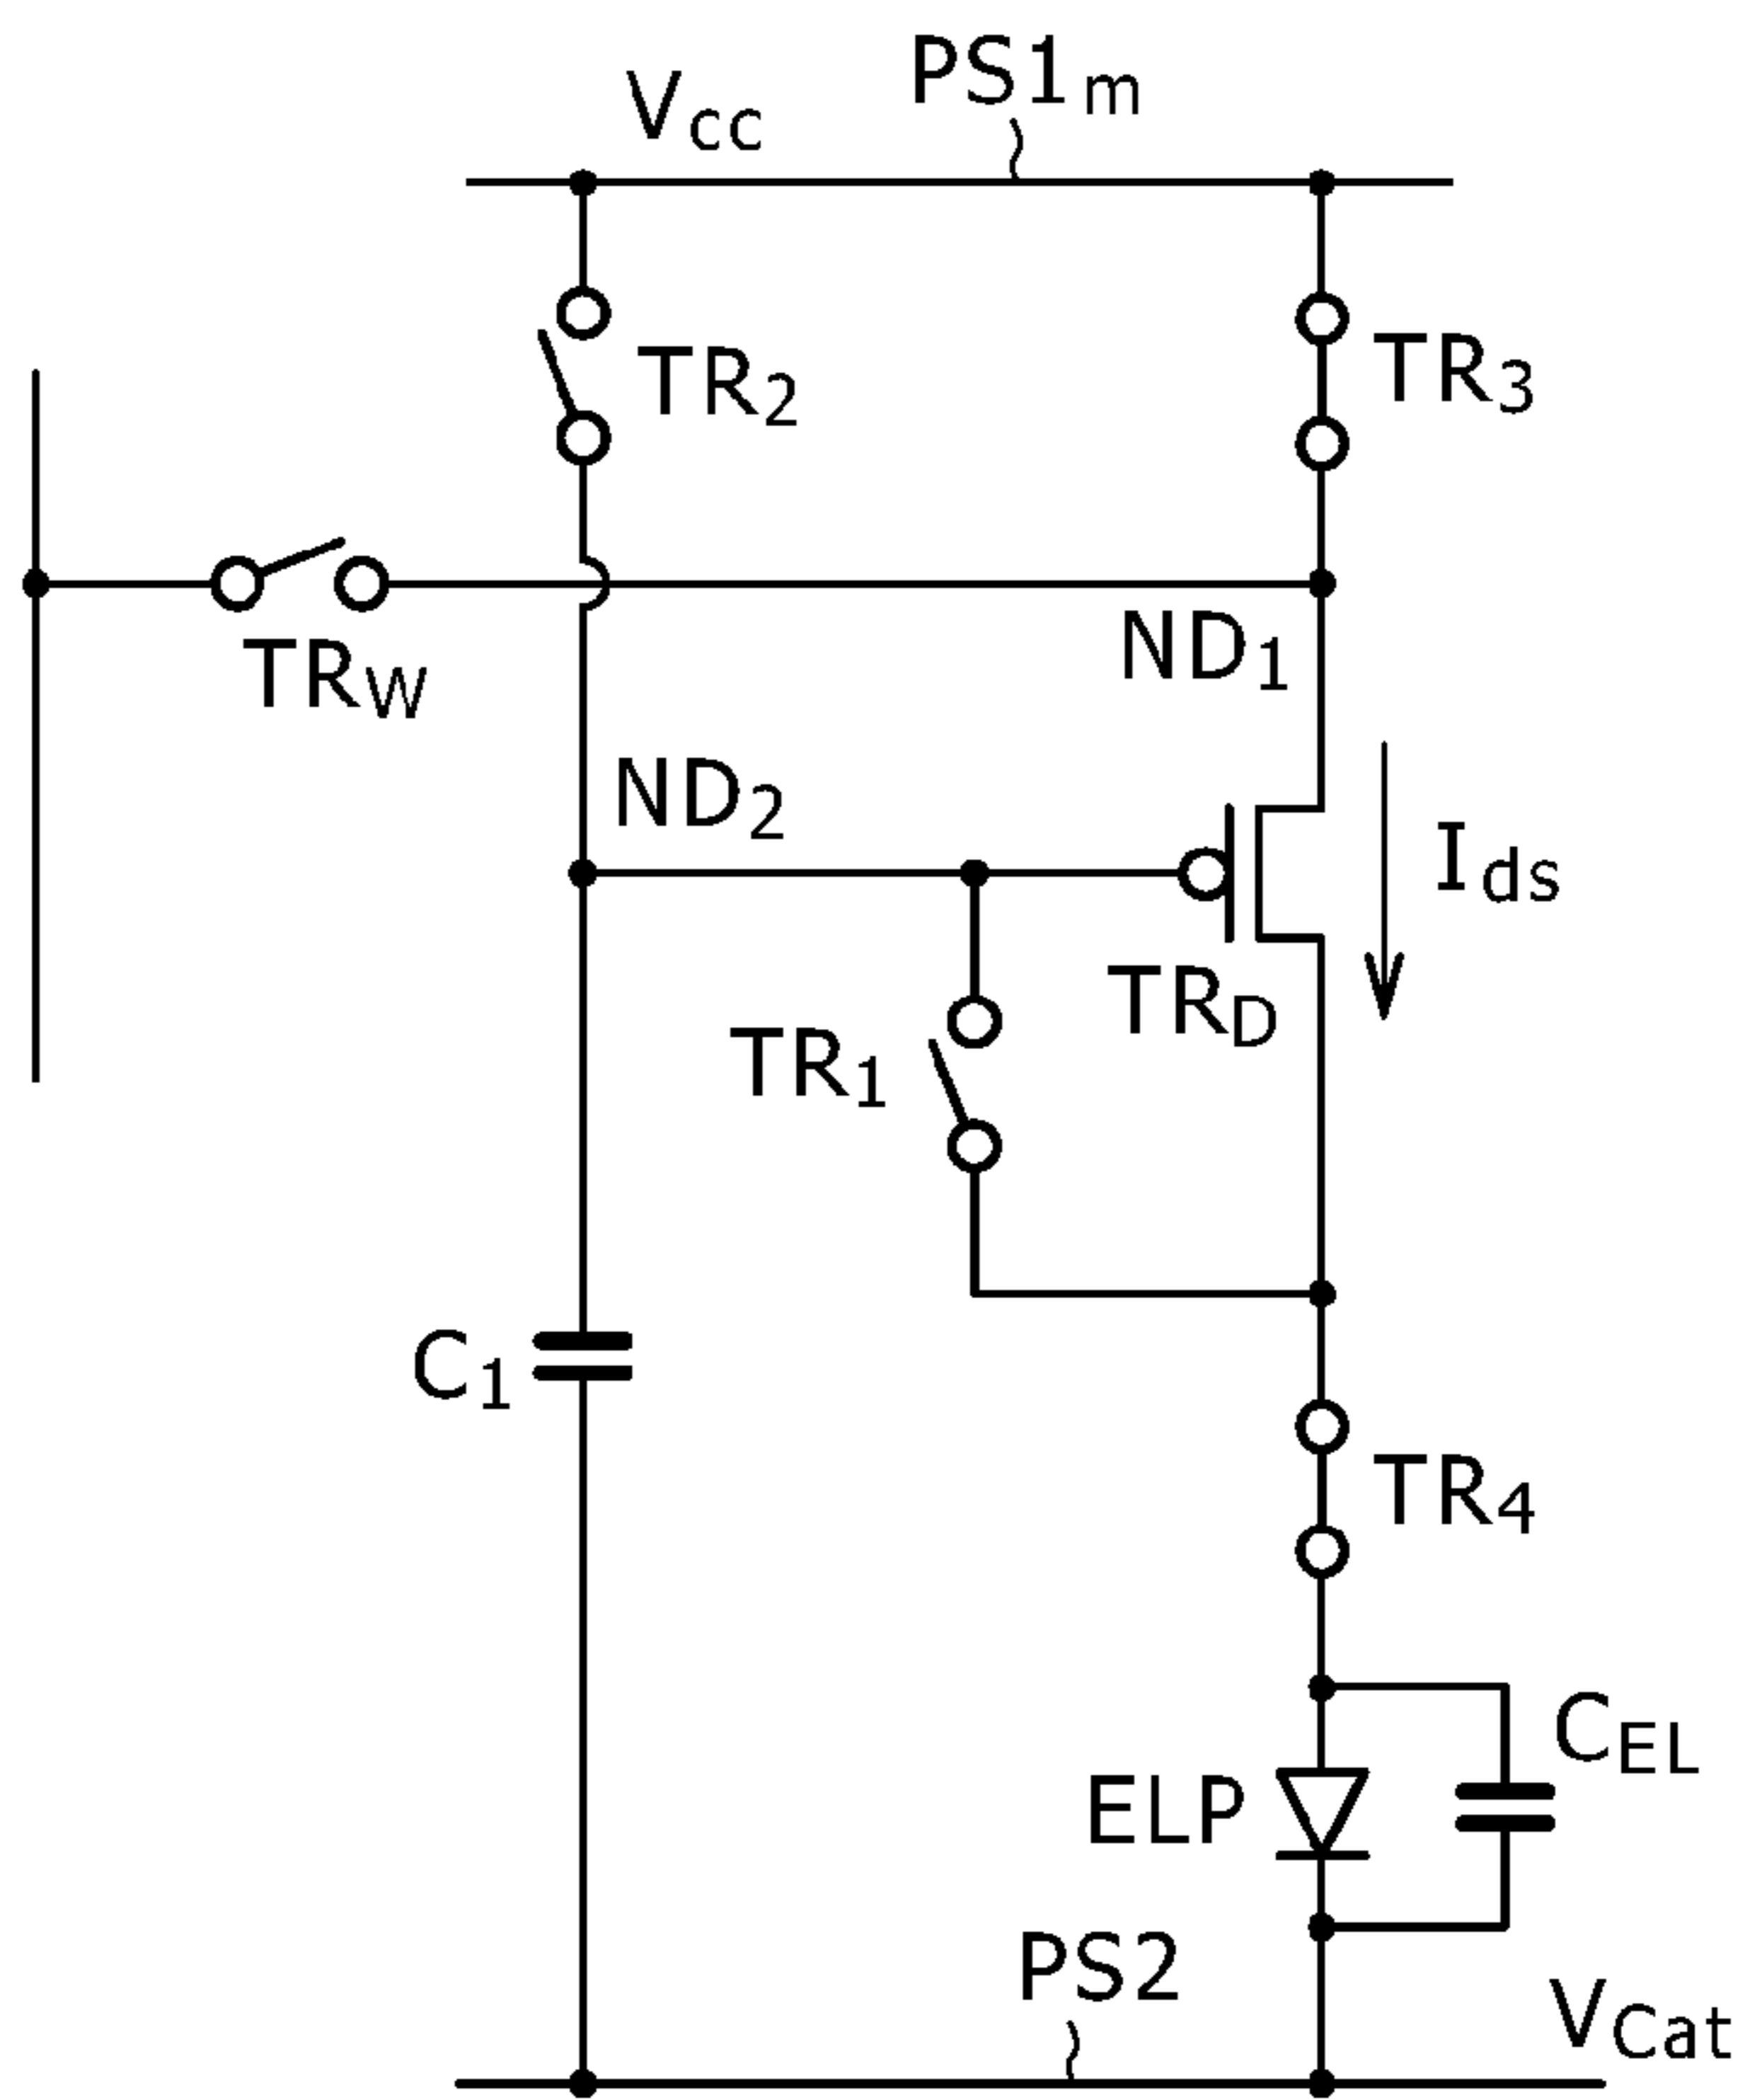 PS1m
Vcc
TR2
TR3
TRW
ND1
ND2
Ids
TRD
TR1
C1
TR4
CEL
ELP
PS2
VCat